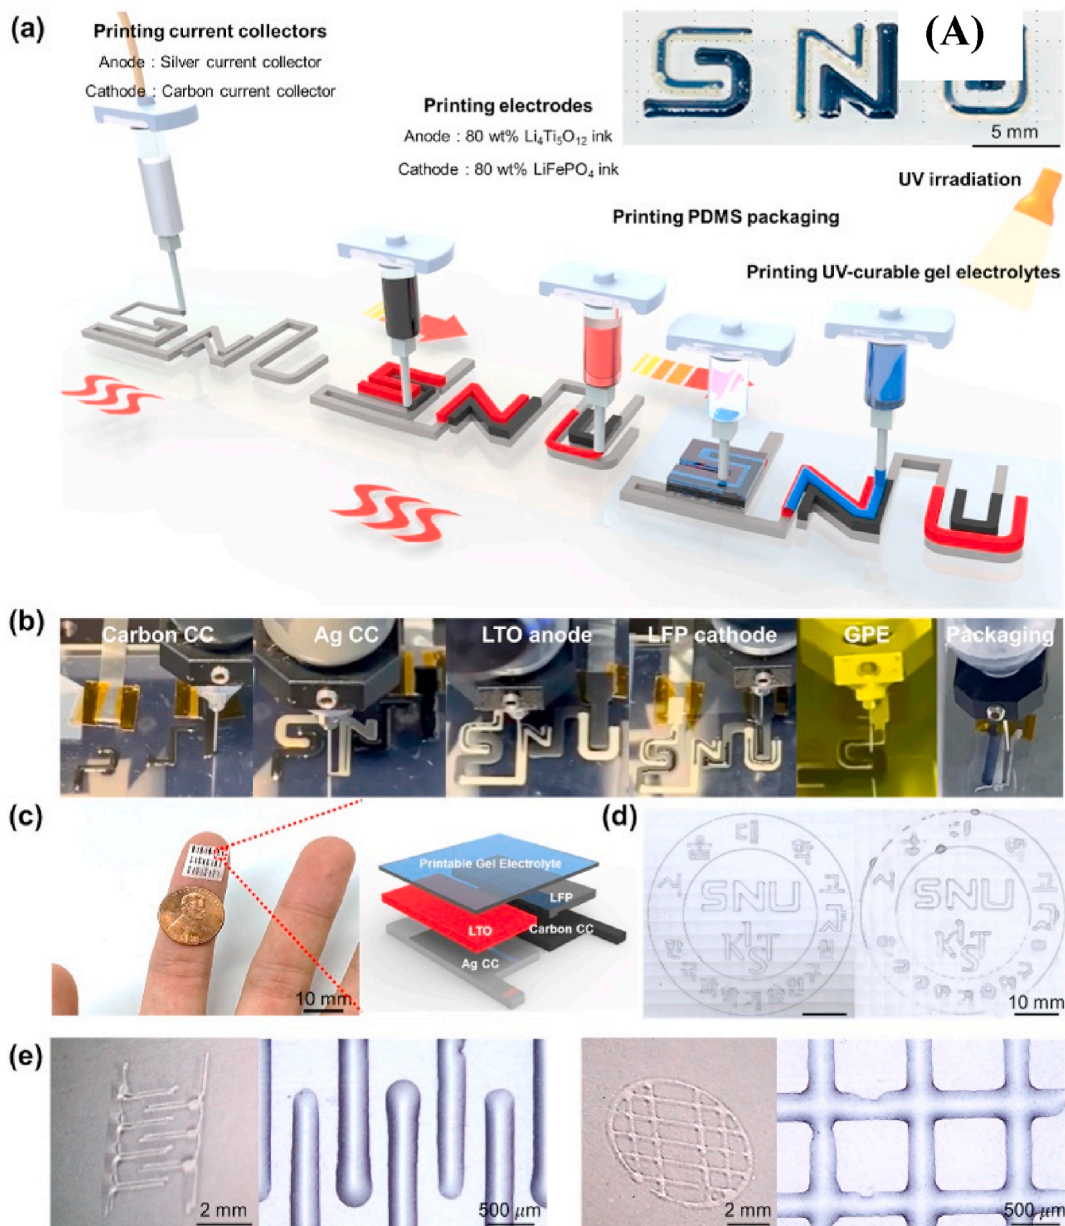 (a)
Printing current collectors
Anode : Silver current collector
Cathode : Carbon current collector
SNU
(A)
5 mm
Printing electrodes
Anode : 80 wt% Li₄Ti₅O₁₂ ink
Cathode : 80 wt% LiFePO₄ ink
UV irradiation
Printing PDMS packaging
Printing UV-curable gel electrolytes
SNU
SNU
SNU
(b)
Carbon CC
Ag CC
LTO anode
LFP cathode
GPE
Packaging
(c)
10 mm
Printable Gel Electrolyte
LFP
LTO
Carbon CC
Ag CC
(d)
SNU
KIST
SNU
KIST
10 mm
(e)
2 mm
500 μm
2 mm
500 μm